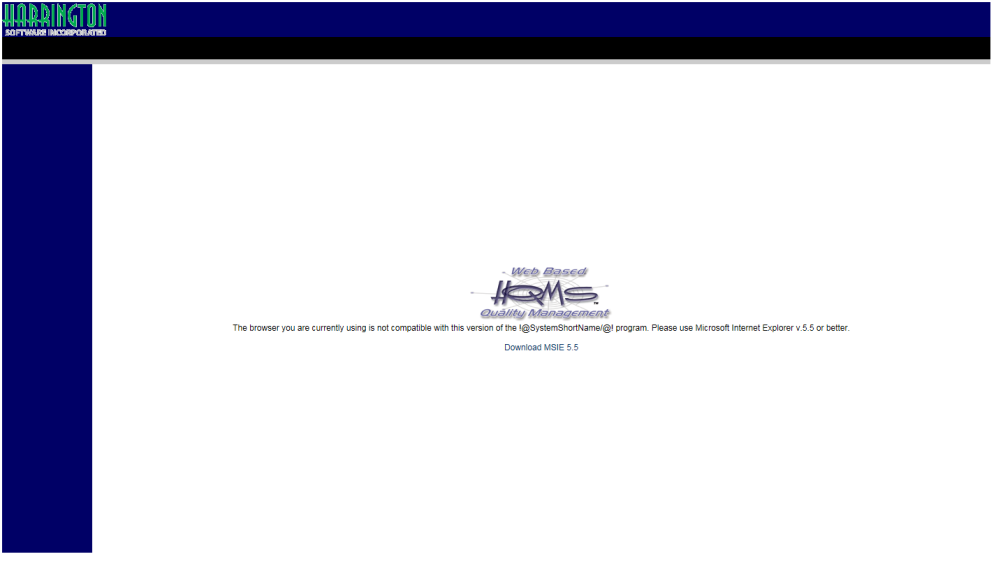 HARRINGTON
SOFTWARE INCORPORATED
Web Based
HQMS™
Quality Management
The browser you are currently using is not compatible with this version of the !@SystemShortName/@! program. Please use Microsoft Internet Explorer v.5.5 or better.
Download MSIE 5.5